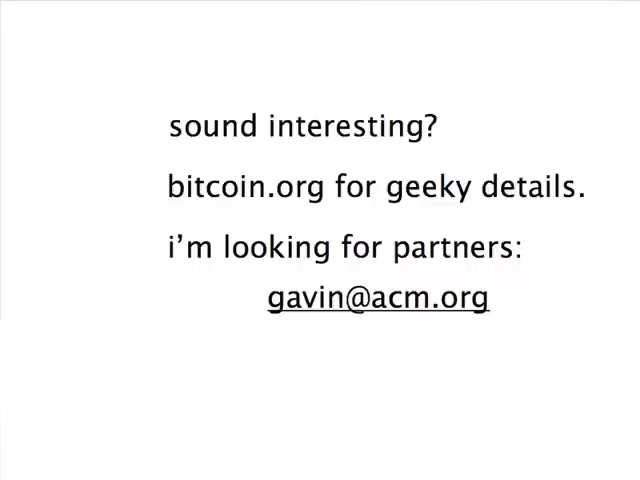 sound interesting?
bitcoin.org for geeky details.
i’m looking for partners:
gavin@acm.org